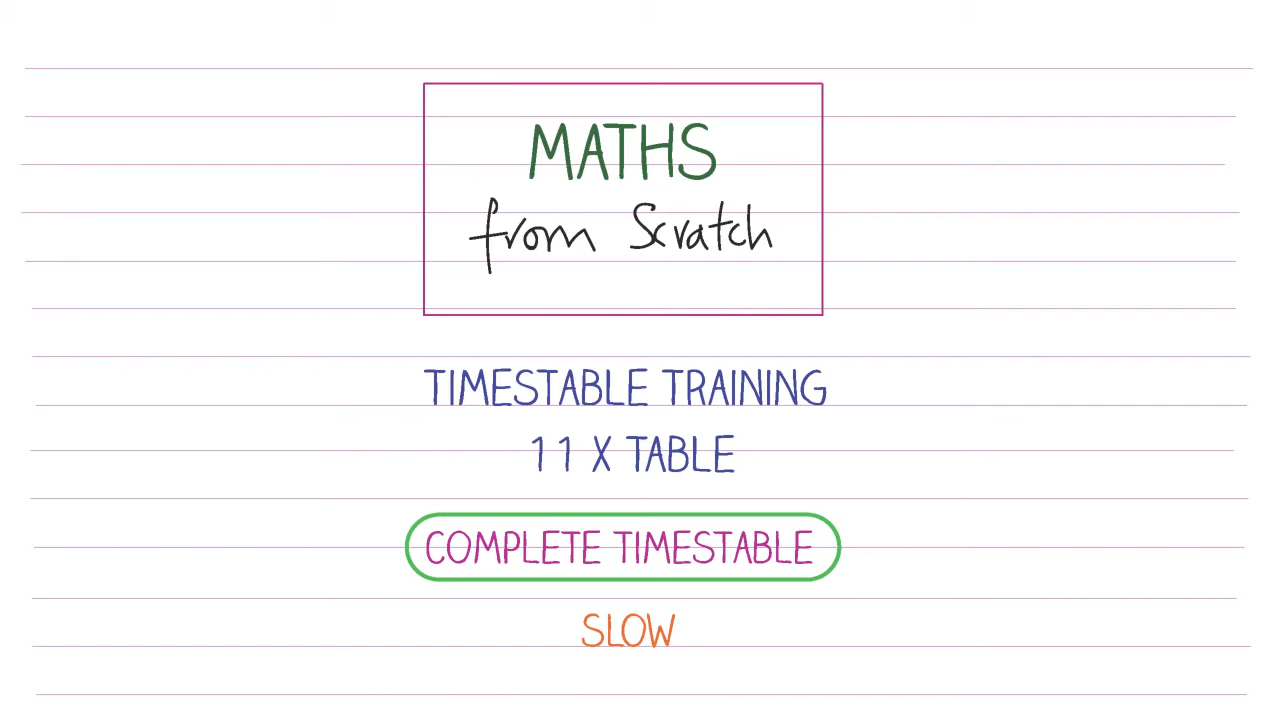 MATHS
from Scratch
TIMESTABLE TRAINING
11 X TABLE
COMPLETE TIMESTABLE
SLOW